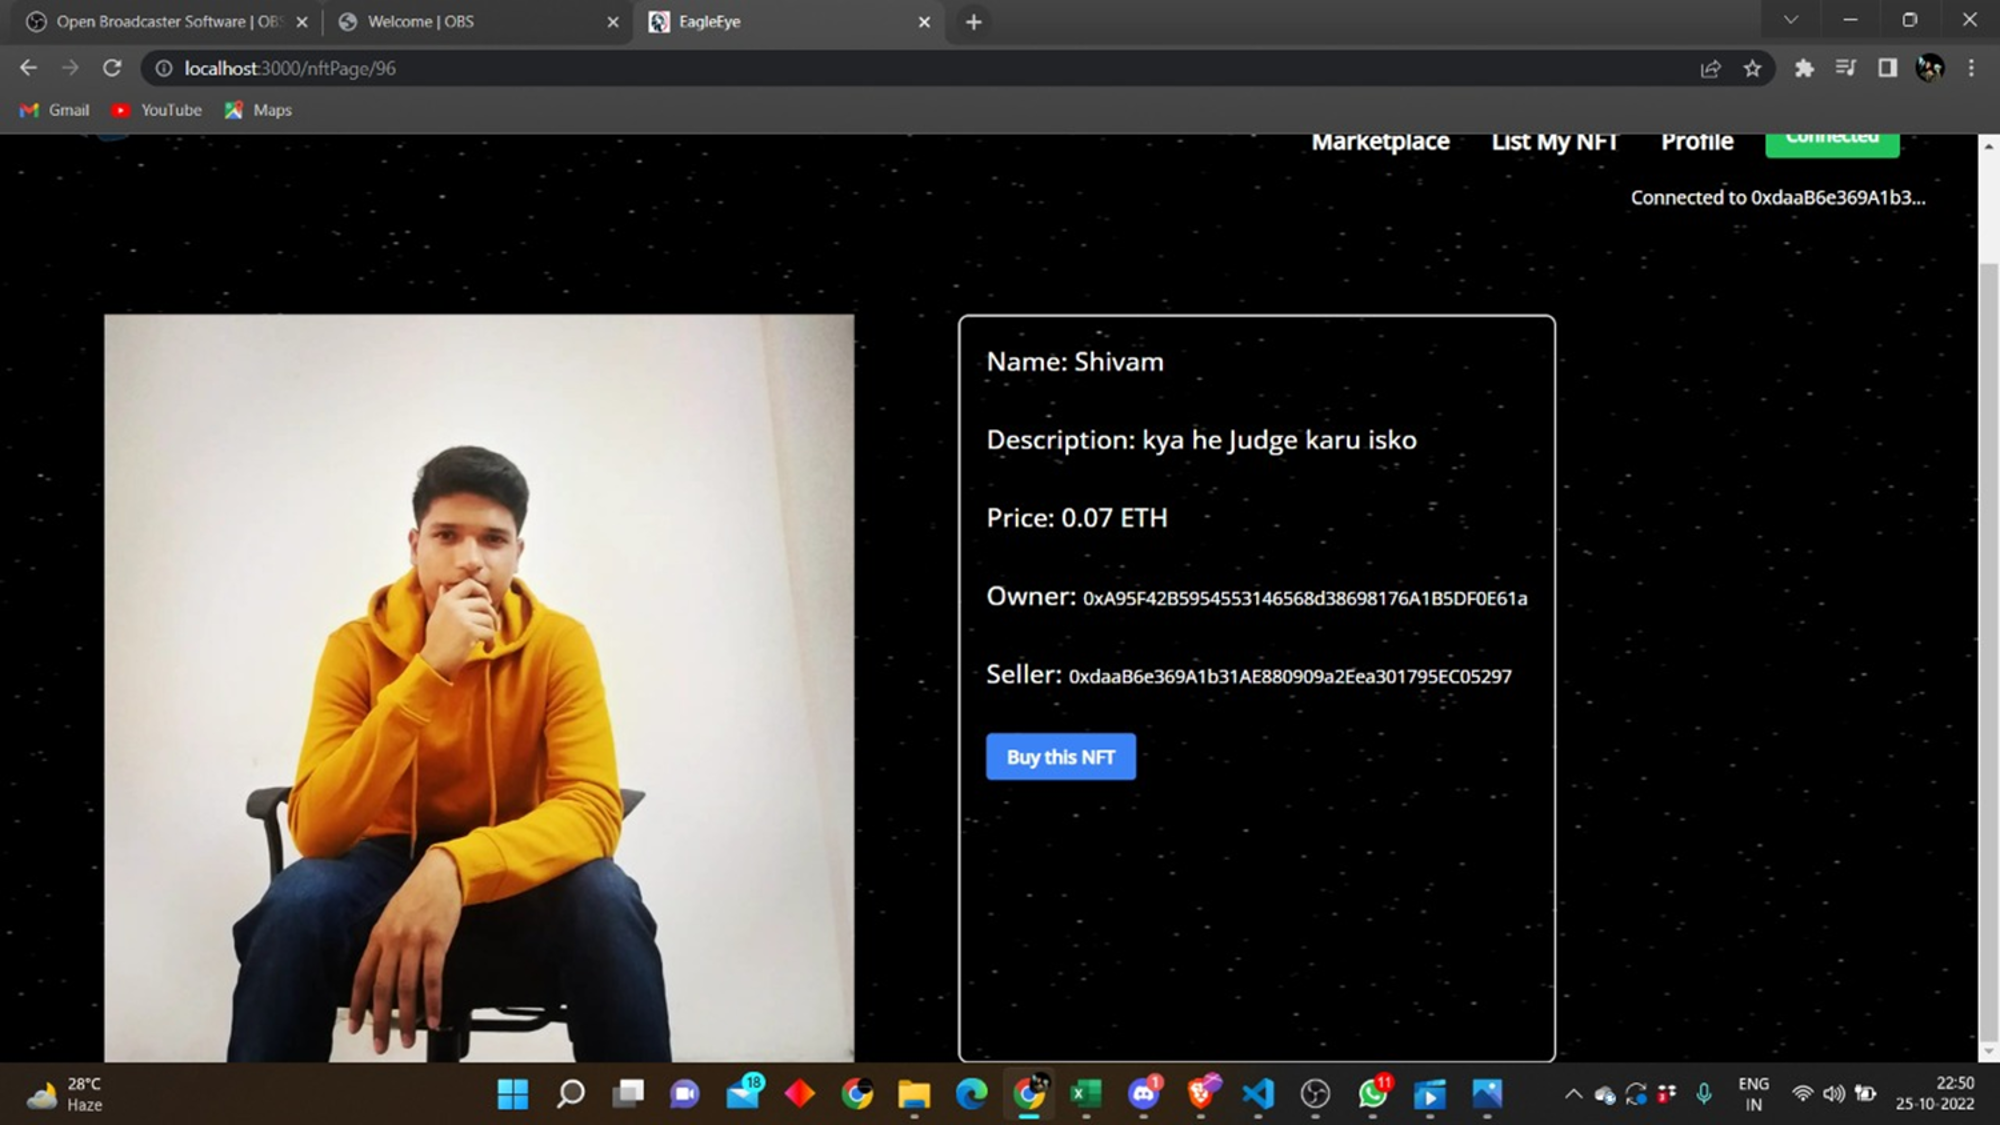 Open Broadcaster Software | OBS
Welcome | OBS
EagleEye
localhost:3000/nftPage/96
Gmail
YouTube
Maps
Marketplace
List My NFT
Profile
Connected
Connected to 0xdaaB6e369A1b3...
Name: Shivam
Description: kya he Judge karu isko
Price: 0.07 ETH
Owner: 0xA95F42B5954553146568d38698176A1B5DF0E61a
Seller: 0xdaaB6e369A1b31AE880909a2Eea301795EC05297
Buy this NFT
28°C
Haze
18
1
11
ENG
IN
22:50
25-10-2022